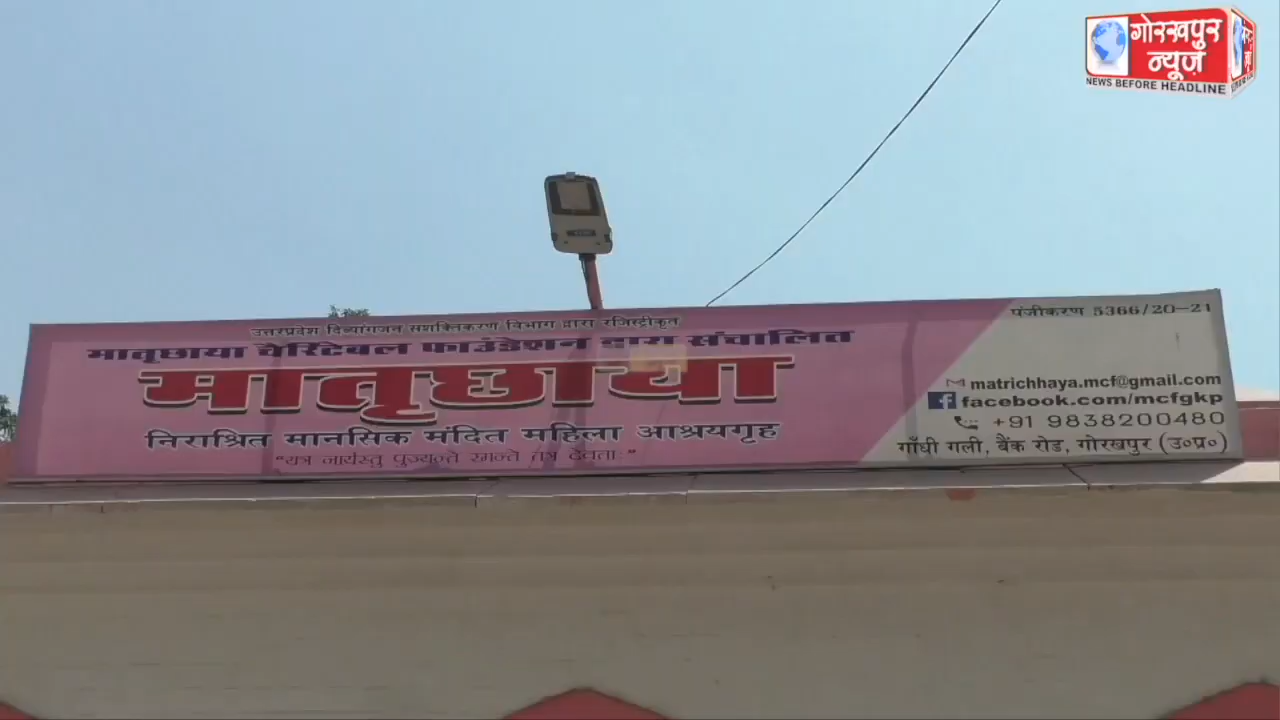 गोरखपुर
न्यूज़
NEWS BEFORE HEADLINE
उत्तरप्रदेश दिव्यांगजन सशक्तिकरण विभाग द्वारा रजिस्ट्रीकृत
पंजीकरण 5366/20-21
मातृछाया चैरिटेबल फाउंडेशन द्वारा संचालित
मातृछाया
निराश्रित मानसिक मंदित महिला आश्रयगृह
"यत्र नार्यस्तु पुज्यन्ते रमन्ते तत्र देवताः"
matrichhaya.mcf@gmail.com
facebook.com/mcfgkp
+91 9838200480
गाँधी गली, बैंक रोड, गोरखपुर (उ०प्र०)